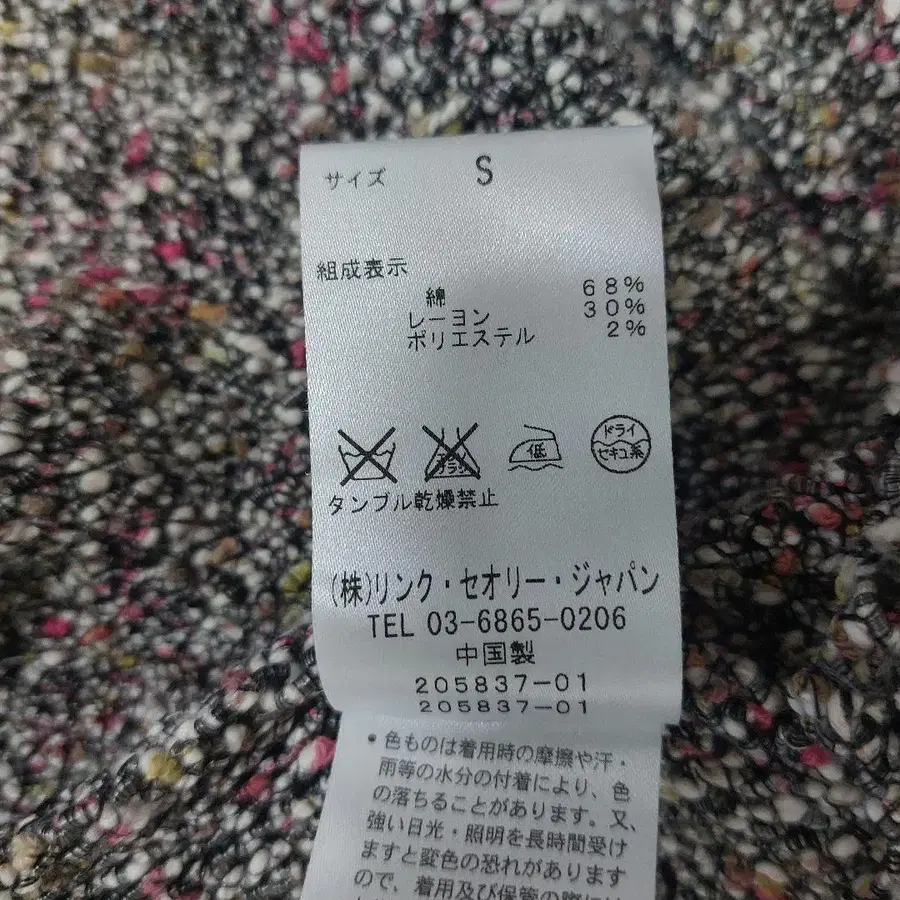 サイズ S
組成表示
綿 68%
レーヨン 30%
ポリエステル 2%
低
ドライ
セキユ系
タンブル乾燥禁止
(株)リンク・セオリー・ジャパン
TEL 03-6865-0206
中国製
205837-01
205837-01
・色ものは着用時の摩擦や汗・
雨等の水分の付着により、色
の落ちることがあります。又、
強い日光・照明を長時間受け
ますと変色の恐れがあります
ので、着用及び保管の際には